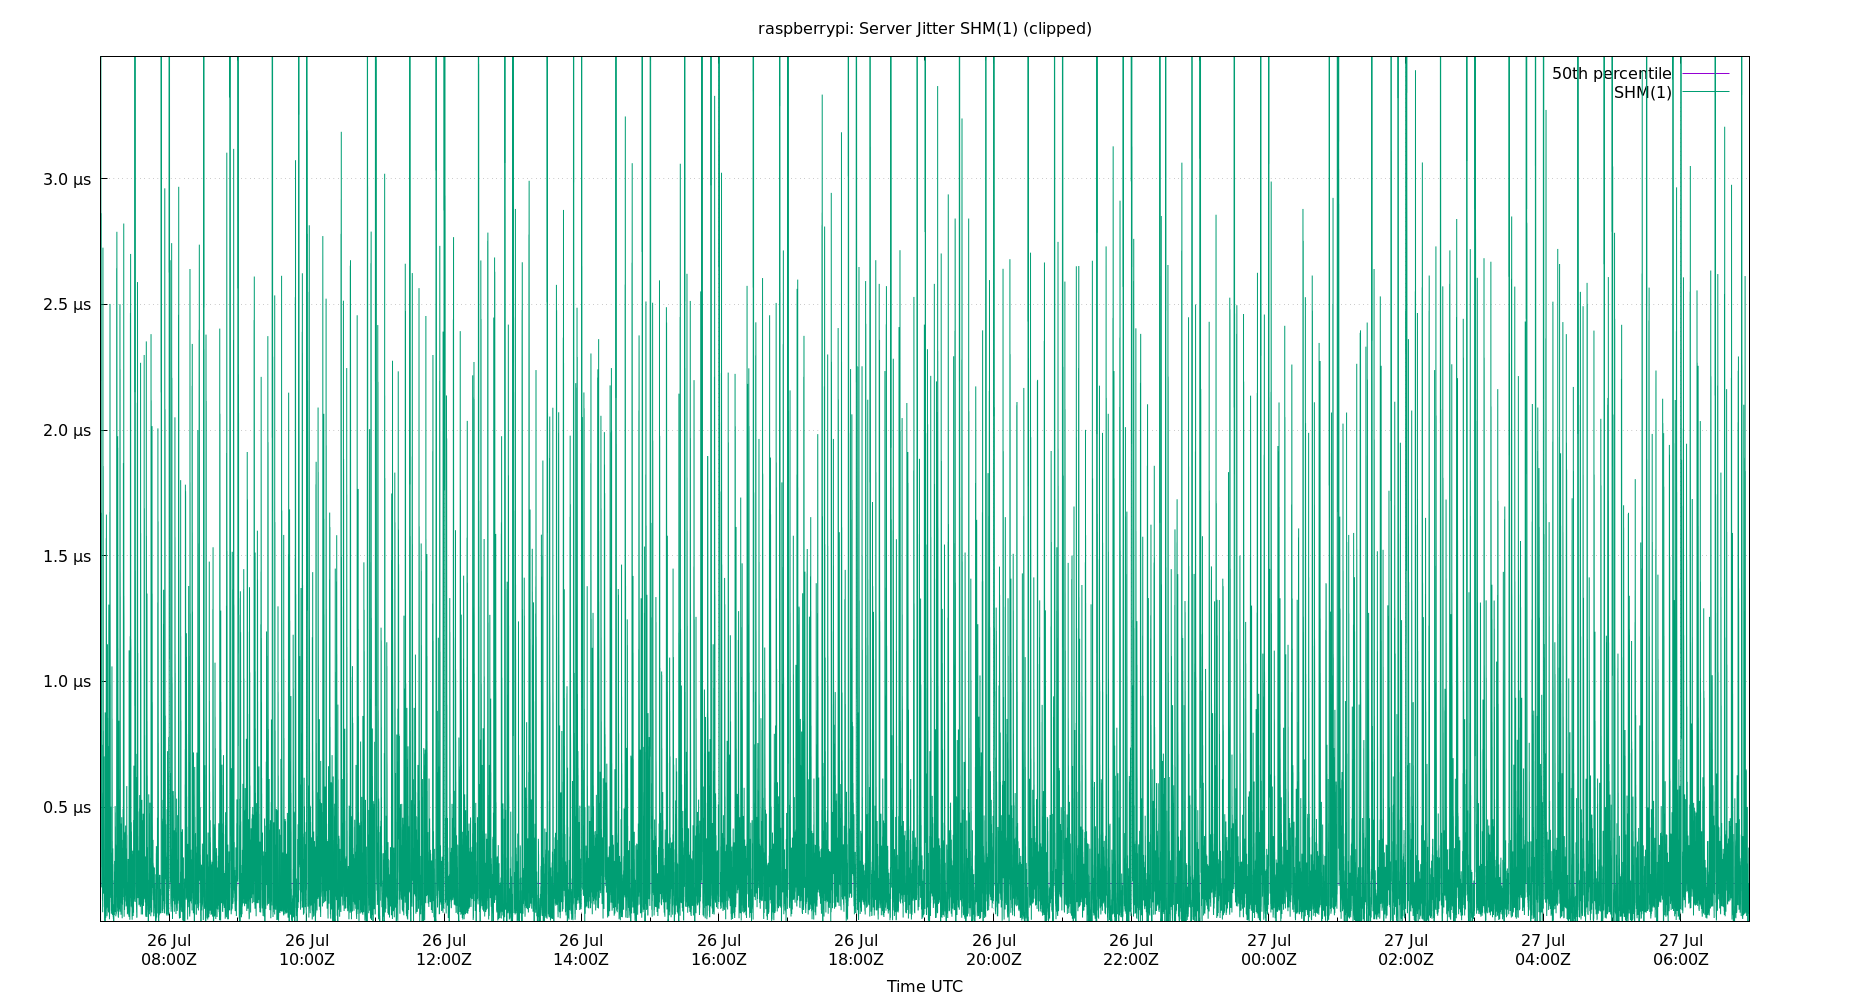 raspberrypi: Server Jitter SHM(1) (clipped)
50th percentile
SHM(1)
3.0 µs
2.5 µs
2.0 µs
1.5 µs
1.0 µs
0.5 µs
26 Jul 26 Jul 26 Jul 26 Jul 26 Jul 26 Jul 26 Jul 26 Jul 27 Jul 27 Jul 27 Jul 27 Jul
08:00Z 10:00Z 12:00Z 14:00Z 16:00Z 18:00Z 20:00Z 22:00Z 00:00Z 02:00Z 04:00Z 06:00Z
Time UTC